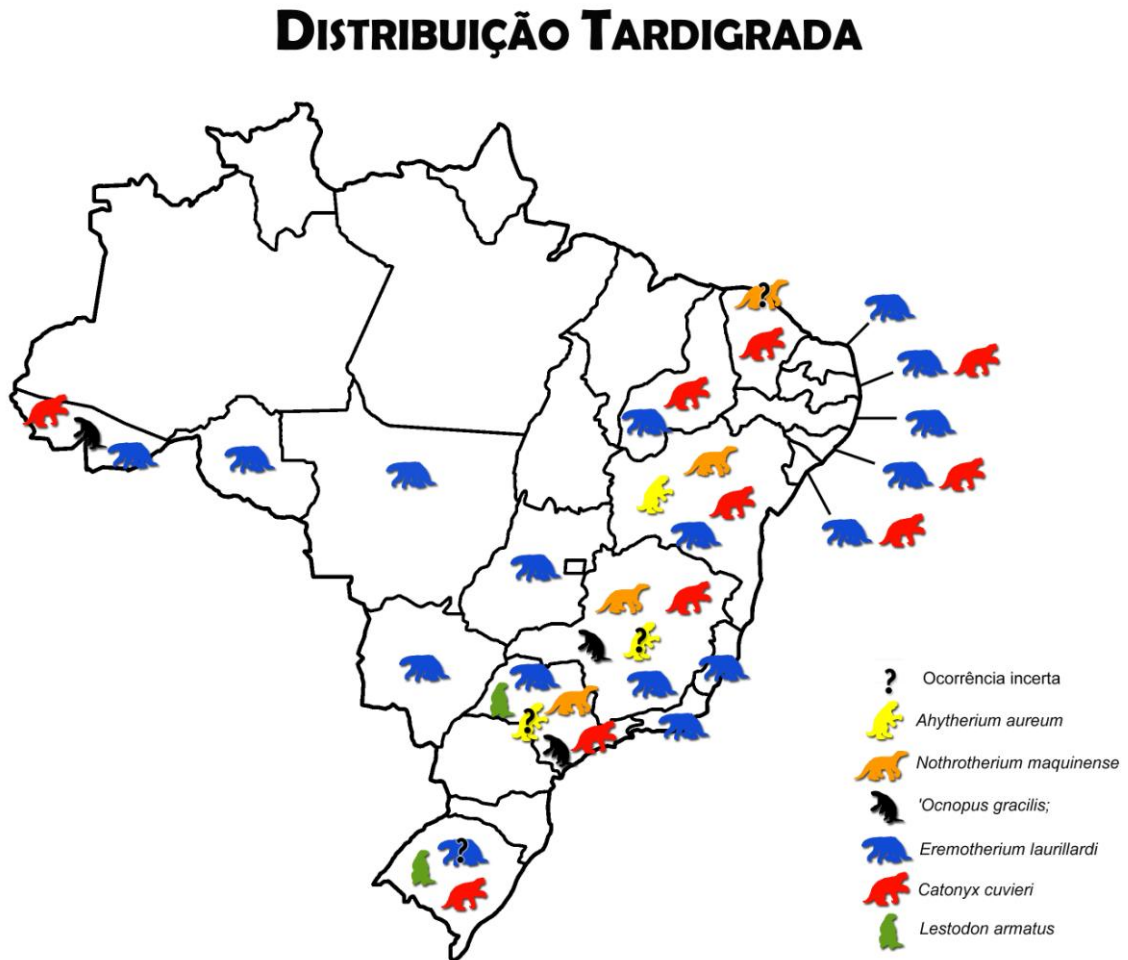 DISTRIBUIÇÃO TARDIGRADA
?
?
?
?
? Ocorrência incerta
Ahytherium aureum
Nothrotherium maquinense
'Ocnopus gracilis;
Eremotherium laurillardi
Catonyx cuvieri
Lestodon armatus